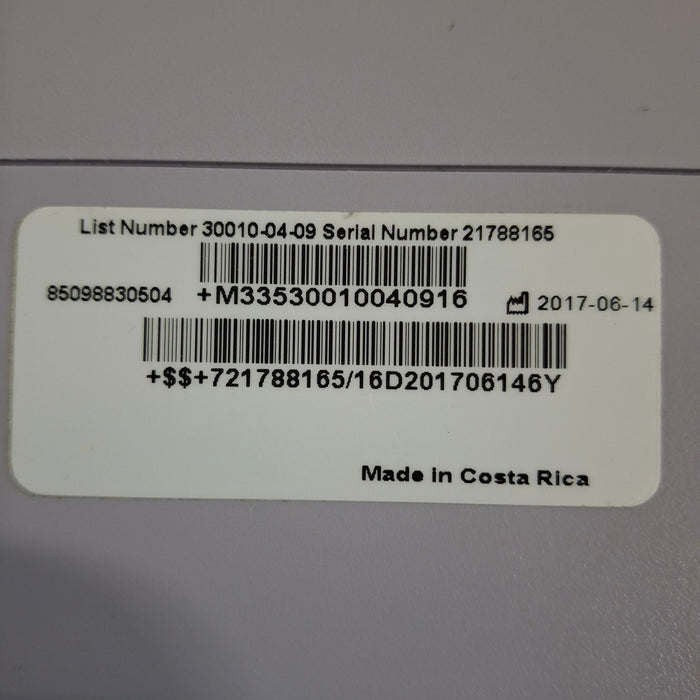 List Number 30010-04-09 Serial Number 21788165
85098830504 +M33530010040916 2017-06-14
+$$+721788165/16D201706146Y
Made in Costa Rica